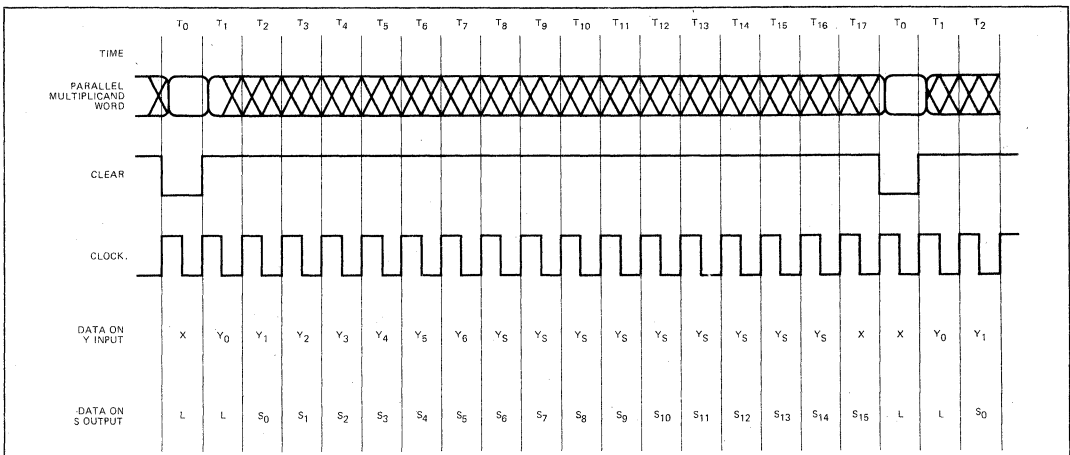 T0 T1 T2 T3 T4 T5 T6 T7 T8 T9 T10 T11 T12 T13 T14 T15 T16 T17 T0 T1 T2
TIME
PARALLEL
MULTIPLICAND
WORD
CLEAR
CLOCK.
DATA ON
Y INPUT
X Y0 Y1 Y2 Y3 Y4 Y5 Y6 YS YS YS YS YS YS YS YS YS X X Y0 Y1
DATA ON
S OUTPUT
L L S0 S1 S2 S3 S4 S5 S6 S7 S8 S9 S10 S11 S12 S13 S14 S15 L L S0